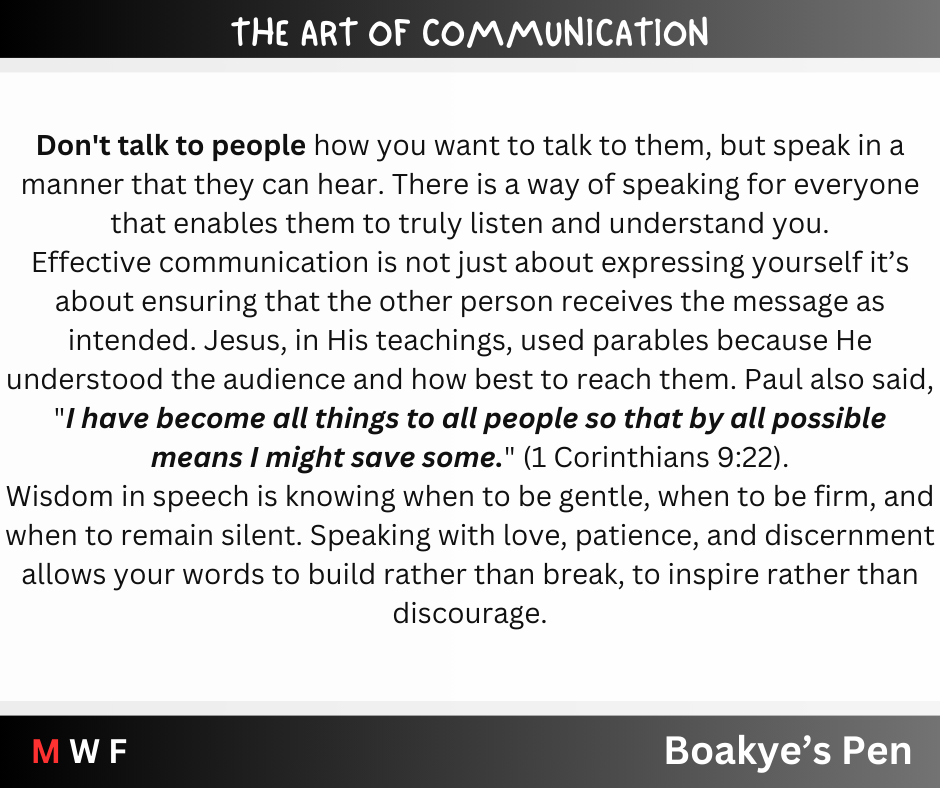 THE ART OF COMMUNICATION
Don't talk to people how you want to talk to them, but speak in a
manner that they can hear. There is a way of speaking for everyone
that enables them to truly listen and understand you.
Effective communication is not just about expressing yourself it’s
about ensuring that the other person receives the message as
intended. Jesus, in His teachings, used parables because He
understood the audience and how best to reach them. Paul also said,
"I have become all things to all people so that by all possible
means I might save some." (1 Corinthians 9:22).
Wisdom in speech is knowing when to be gentle, when to be firm, and
when to remain silent. Speaking with love, patience, and discernment
allows your words to build rather than break, to inspire rather than
discourage.
M W F
Boakye’s Pen